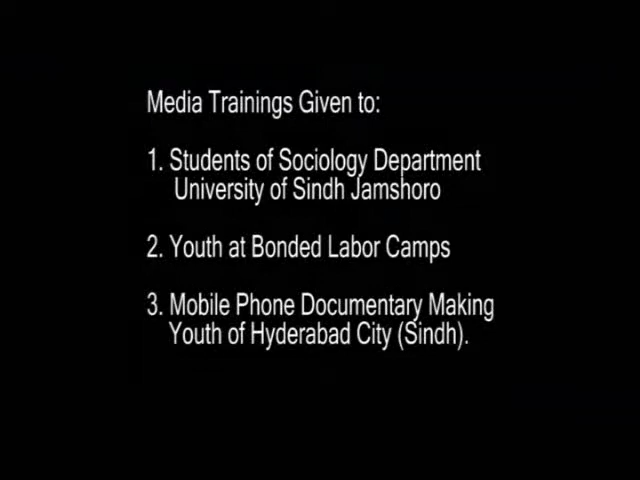 Media Trainings Given to:
1. Students of Sociology Department
University of Sindh Jamshoro
2. Youth at Bonded Labor Camps
3. Mobile Phone Documentary Making
Youth of Hyderabad City (Sindh).